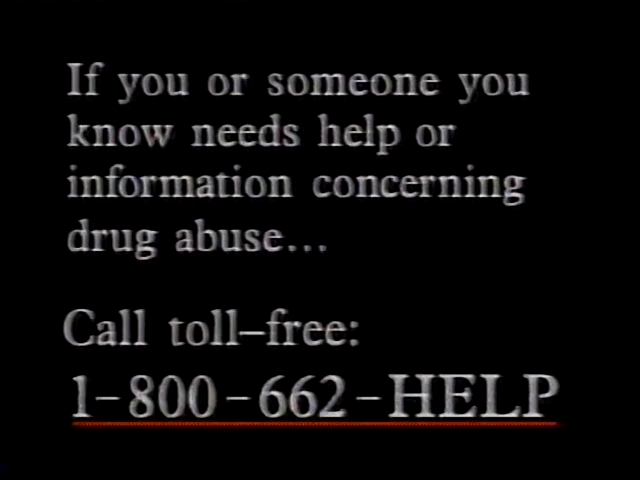 If you or someone you
know needs help or
information concerning
drug abuse...
Call toll–free:
1–800–662–HELP